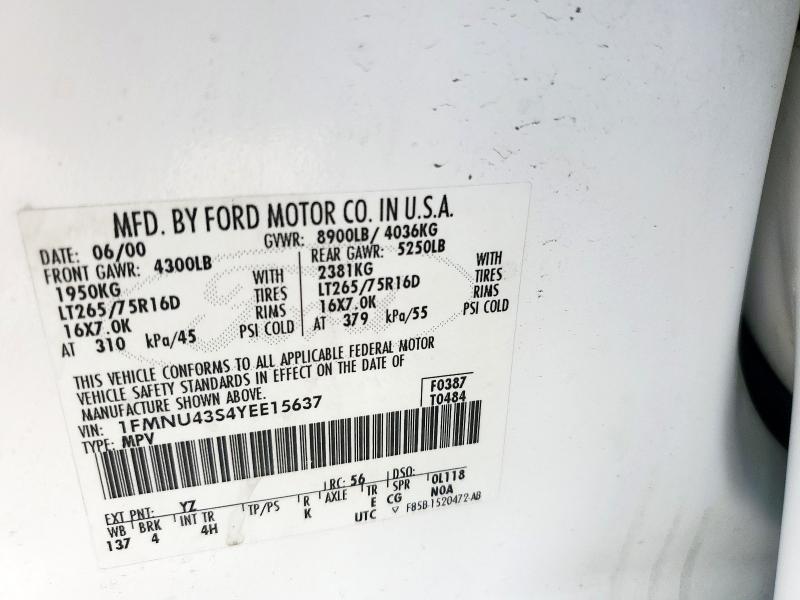 MFD. BY FORD MOTOR CO. IN U.S.A.
DATE: 06/00 GVWR: 8900LB/ 4036KG
FRONT GAWR: 4300LB REAR GAWR: 5250LB
1950KG WITH 2381KG WITH
LT265/75R16D TIRES LT265/75R16D TIRES
16X7.0K RIMS 16X7.0K RIMS
AT 310 kPa/45 PSI COLD AT 379 kPa/55 PSI COLD
THIS VEHICLE CONFORMS TO ALL APPLICABLE FEDERAL MOTOR
VEHICLE SAFETY STANDARDS IN EFFECT ON THE DATE OF
MANUFACTURE SHOWN ABOVE.
F0387
VIN: 1FMNU43S4YEE15637 T0484
TYPE: MPV
EXT PNT: YZ RC: 56 DSO:
WB BRK INT TR TP/PS R AXLE TR SPR 0L118
137 4 4H K E CG N0A
UTC F85B-1520472-AB